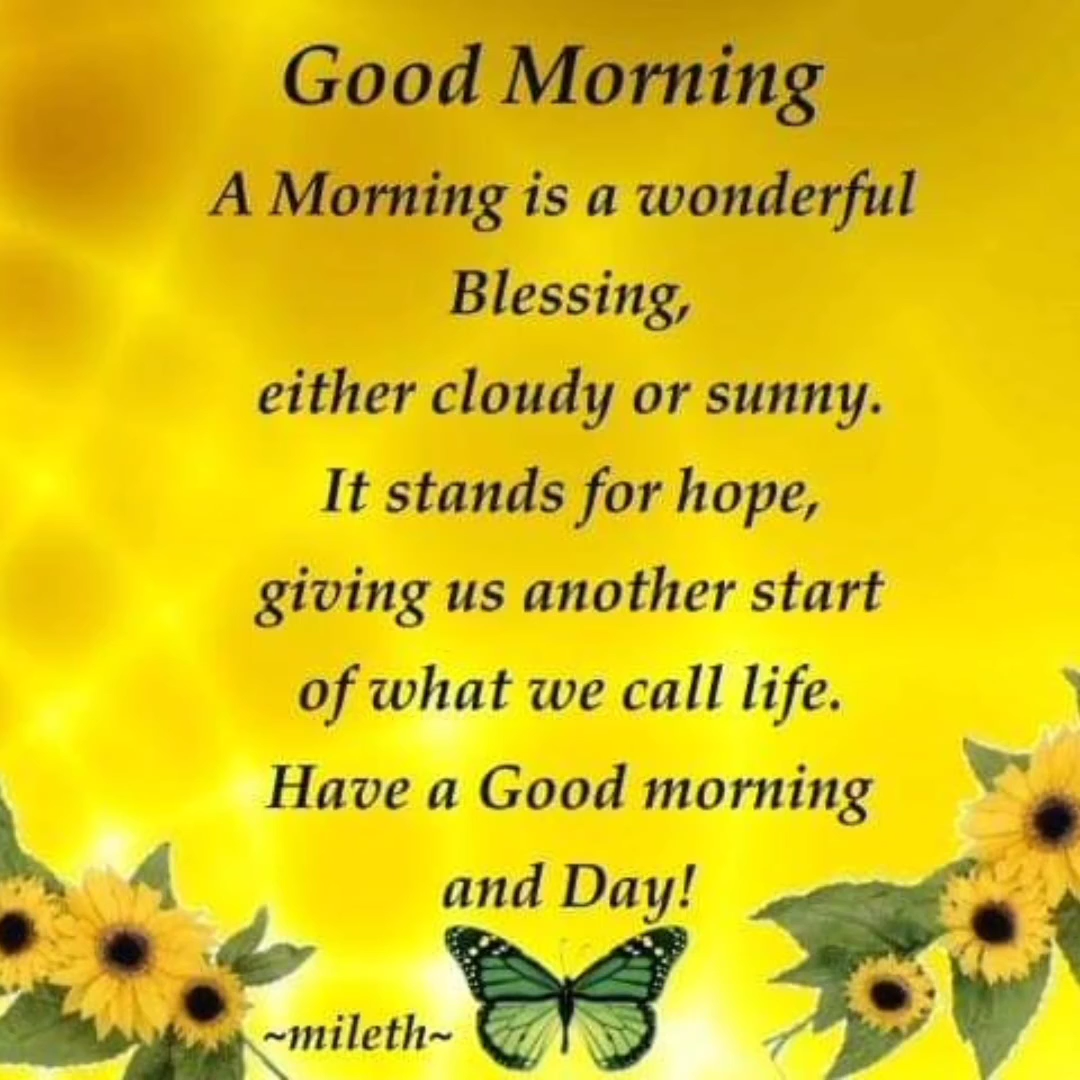 Good Morning
A Morning is a wonderful
Blessing,
either cloudy or sunny.
It stands for hope,
giving us another start
of what we call life.
Have a Good morning
and Day!
~mileth~